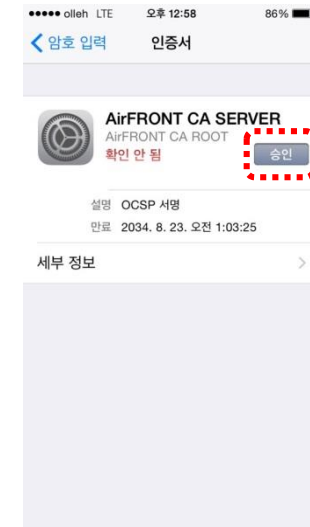 olleh LTE 오후 12:58 86%
암호 입력 인증서
AirFRONT CA SERVER
AirFRONT CA ROOT
확인 안 됨 승인
설명 OCSP 서명
만료 2034. 8. 23. 오전 1:03:25
세부 정보